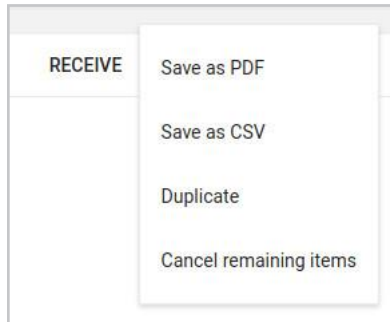 RECEIVE
Save as PDF
Save as CSV
Duplicate
Cancel remaining items